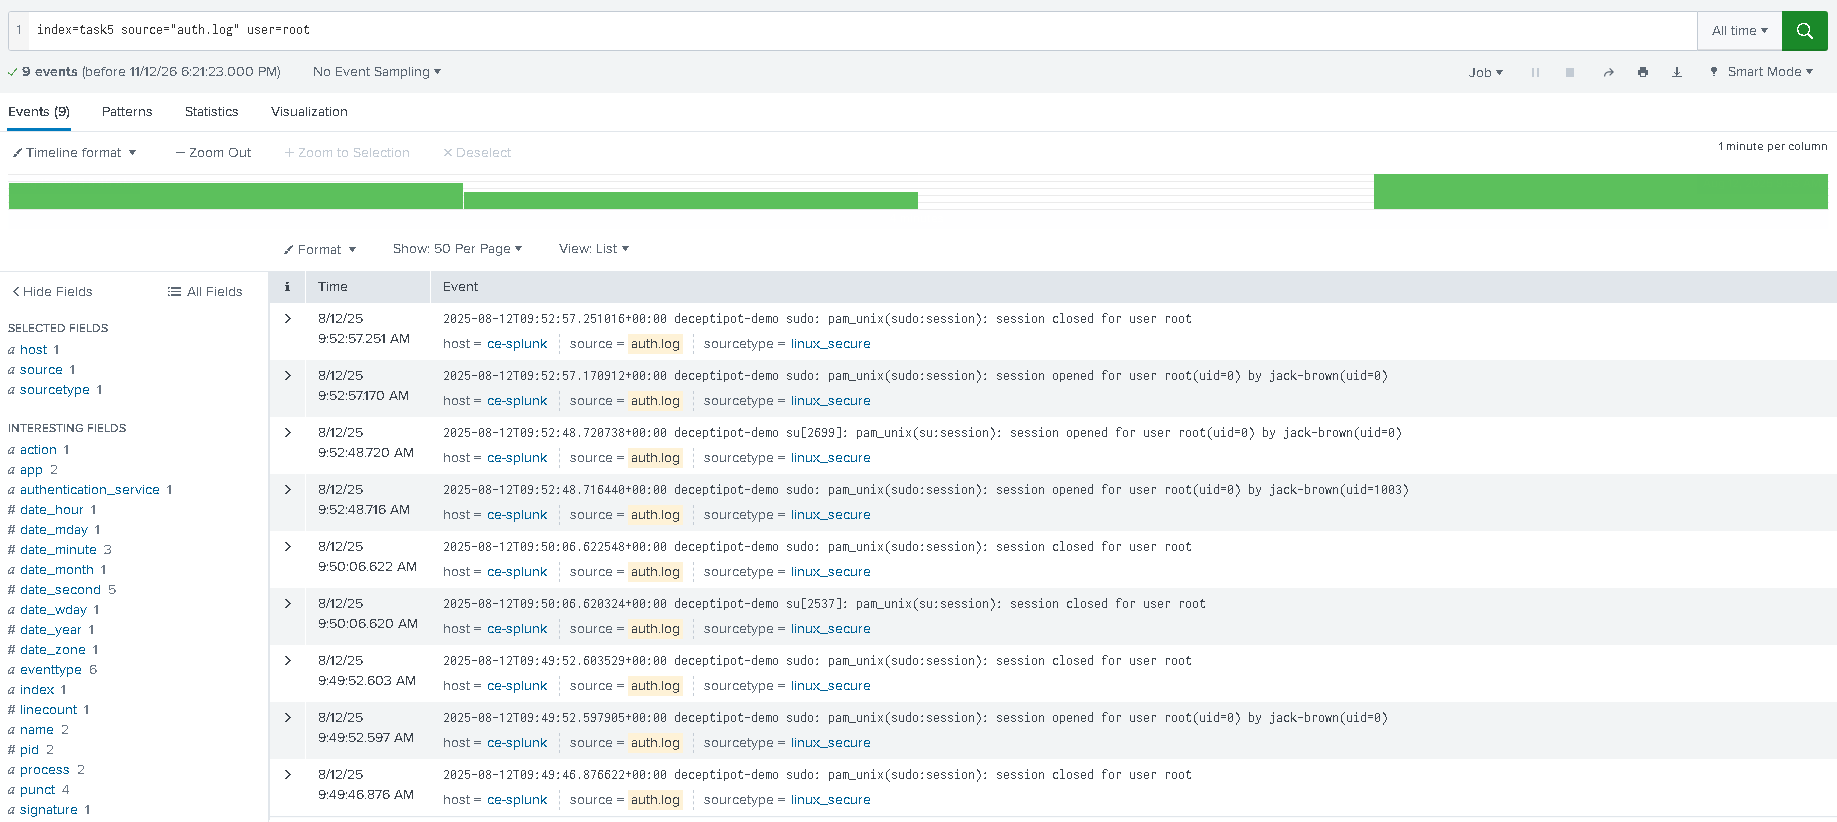 1 index=task5 source="auth.log" user=root
All time
9 events (before 11/12/26 6:21:23.000 PM) No Event Sampling
Job Smart Mode
Events (9) Patterns Statistics Visualization
Timeline format — Zoom Out + Zoom to Selection × Deselect
1 minute per column
Format Show: 50 Per Page View: List
Hide Fields All Fields
i Time Event
SELECTED FIELDS
a host 1
a source 1
a sourcetype 1
INTERESTING FIELDS
a action 1
a app 2
a authentication_service 1
# date_hour 1
# date_mday 1
# date_minute 3
a date_month 1
# date_second 5
a date_wday 1
# date_year 1
# date_zone 1
a eventtype 6
a index 1
# linecount 1
a name 2
# pid 2
a process 2
a punct 4
a signature 1
8/12/25
9:52:57.251 AM
2025-08-12T09:52:57.251016+00:00 deceptipot-demo sudo: pam_unix(sudo:session): session closed for user root
host = ce-splunk source = auth.log sourcetype = linux_secure
8/12/25
9:52:57.170 AM
2025-08-12T09:52:57.170912+00:00 deceptipot-demo sudo: pam_unix(sudo:session): session opened for user root(uid=0) by jack-brown(uid=0)
host = ce-splunk source = auth.log sourcetype = linux_secure
8/12/25
9:52:48.720 AM
2025-08-12T09:52:48.720738+00:00 deceptipot-demo su[2699]: pam_unix(su:session): session opened for user root(uid=0) by jack-brown(uid=0)
host = ce-splunk source = auth.log sourcetype = linux_secure
8/12/25
9:52:48.716 AM
2025-08-12T09:52:48.716440+00:00 deceptipot-demo sudo: pam_unix(sudo:session): session opened for user root(uid=0) by jack-brown(uid=1003)
host = ce-splunk source = auth.log sourcetype = linux_secure
8/12/25
9:50:06.622 AM
2025-08-12T09:50:06.622548+00:00 deceptipot-demo sudo: pam_unix(sudo:session): session closed for user root
host = ce-splunk source = auth.log sourcetype = linux_secure
8/12/25
9:50:06.620 AM
2025-08-12T09:50:06.620324+00:00 deceptipot-demo su[2537]: pam_unix(su:session): session closed for user root
host = ce-splunk source = auth.log sourcetype = linux_secure
8/12/25
9:49:52.603 AM
2025-08-12T09:49:52.603529+00:00 deceptipot-demo sudo: pam_unix(sudo:session): session closed for user root
host = ce-splunk source = auth.log sourcetype = linux_secure
8/12/25
9:49:52.597 AM
2025-08-12T09:49:52.597905+00:00 deceptipot-demo sudo: pam_unix(sudo:session): session opened for user root(uid=0) by jack-brown(uid=0)
host = ce-splunk source = auth.log sourcetype = linux_secure
8/12/25
9:49:46.876 AM
2025-08-12T09:49:46.876622+00:00 deceptipot-demo sudo: pam_unix(sudo:session): session closed for user root
host = ce-splunk source = auth.log sourcetype = linux_secure